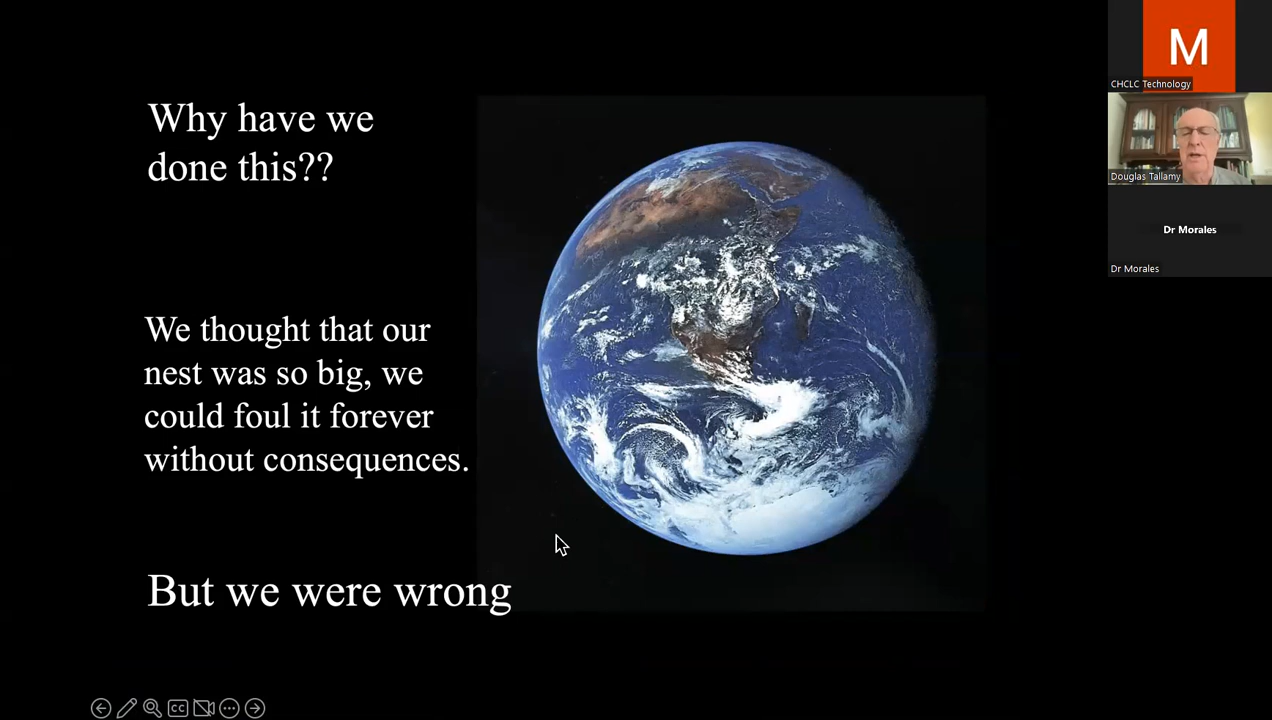 Why have we
done this??
We thought that our
nest was so big, we
could foul it forever
without consequences.
But we were wrong
M
CHCLC Technology
Douglas Tallamy
Dr Morales
Dr Morales
CC